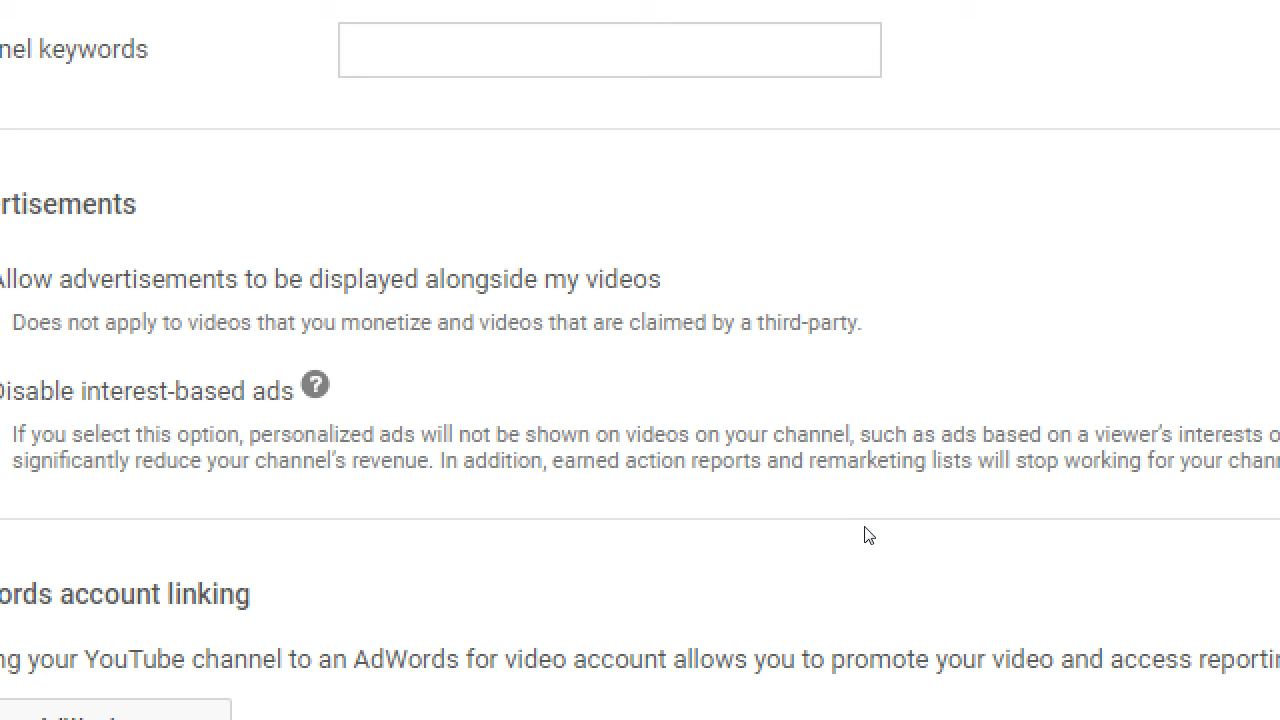 nel keywords
rtisements
Allow advertisements to be displayed alongside my videos
Does not apply to videos that you monetize and videos that are claimed by a third-party.
Disable interest-based ads ?
If you select this option, personalized ads will not be shown on videos on your channel, such as ads based on a viewer's interests o
significantly reduce your channel's revenue. In addition, earned action reports and remarketing lists will stop working for your chan
ords account linking
ng your YouTube channel to an AdWords for video account allows you to promote your video and access reportin